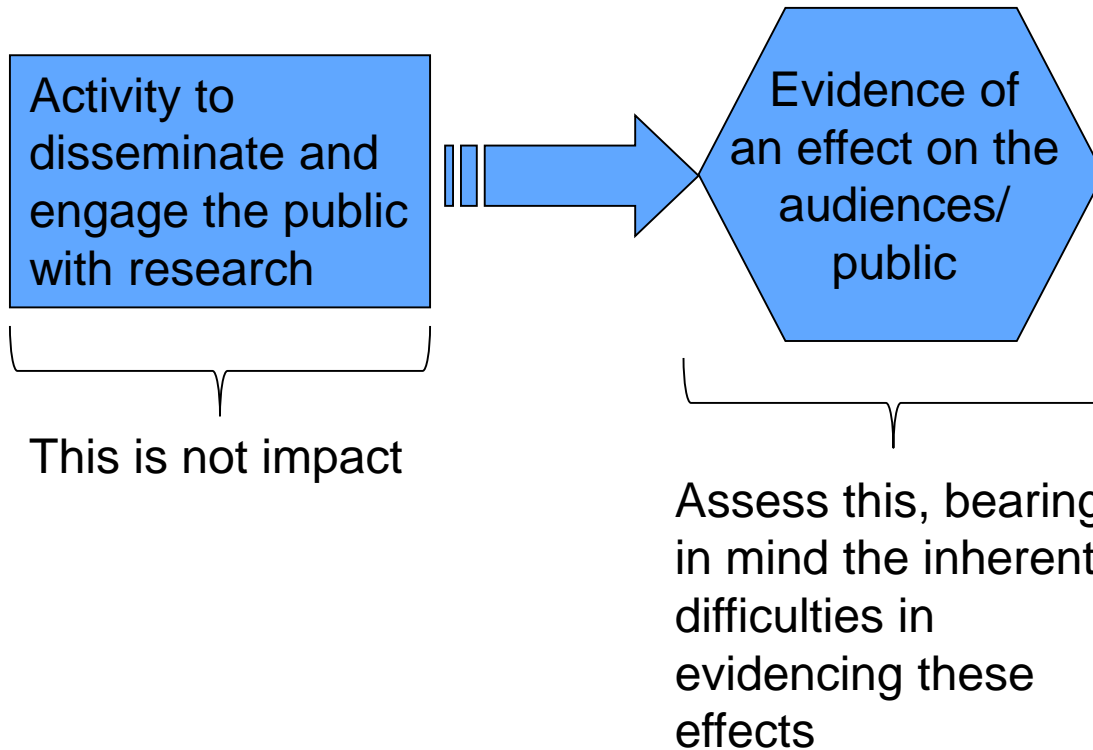 Activity to
disseminate and
engage the public
with research
Evidence of
an effect on the
audiences/
public
This is not impact
Assess this, bearing
in mind the inherent
difficulties in
evidencing these
effects